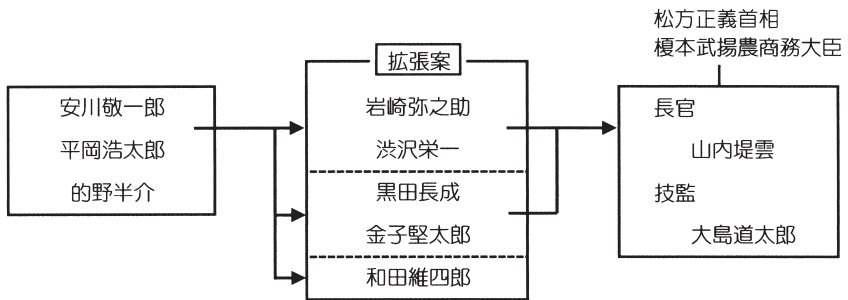 松方正義首相
榎本武揚農商務大臣
拡張案
安川敬一郎
平岡浩太郎
的野半介
岩崎弥之助
渋沢栄一
黒田長成
金子堅太郎
和田維四郎
長官
山内堤雲
技監
大島道太郎